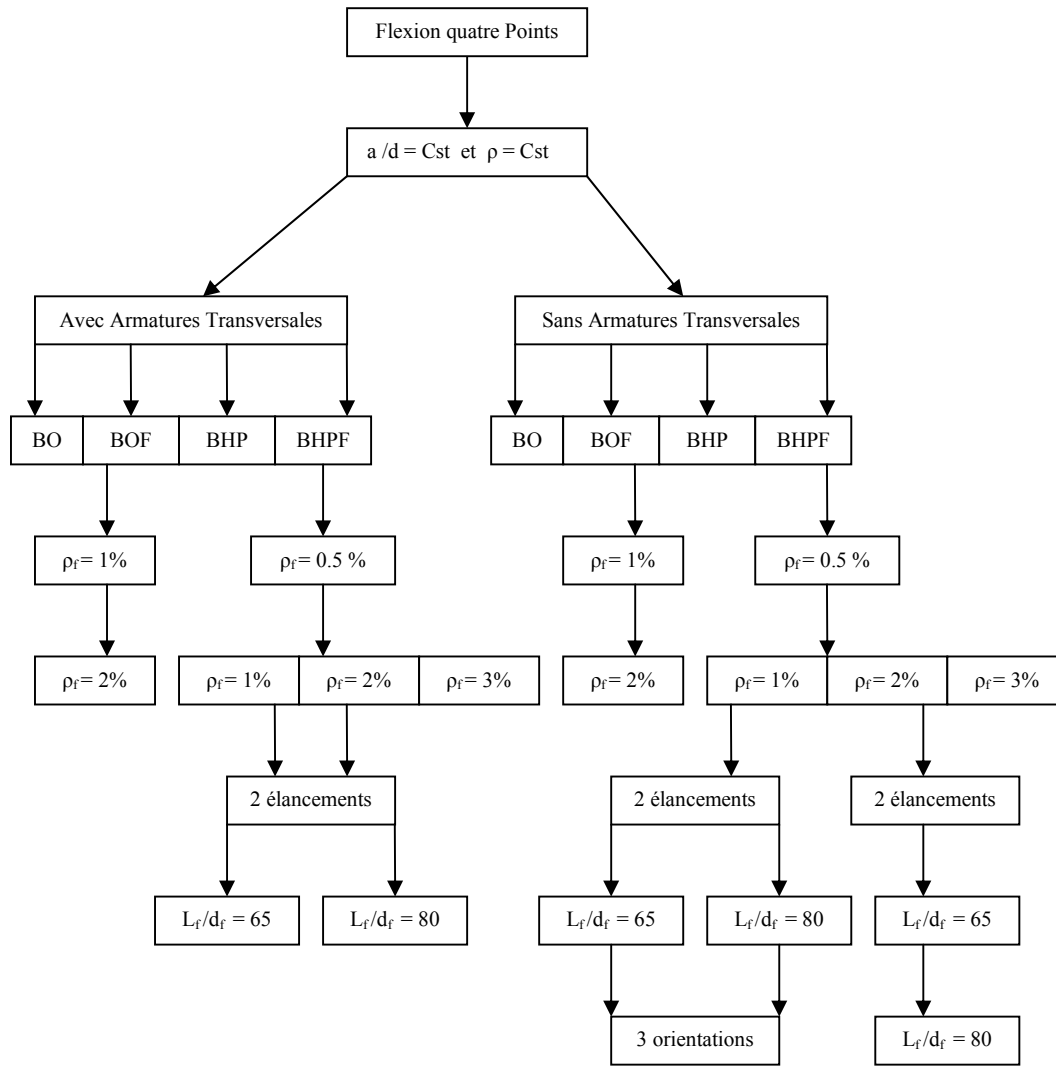 Flexion quatre Points
a /d = Cst et ρ = Cst
Avec Armatures Transversales
Sans Armatures Transversales
BO BOF BHP BHPF
BO BOF BHP BHPF
ρf = 1%
ρf = 0.5 %
ρf = 1%
ρf = 0.5 %
ρf = 2%
ρf = 1% ρf = 2% ρf = 3%
ρf = 2%
ρf = 1% ρf = 2% ρf = 3%
2 élancements
2 élancements
2 élancements
Lf/df = 65
Lf/df = 80
Lf/df = 65
Lf/df = 80
Lf/df = 65
3 orientations
Lf/df = 80